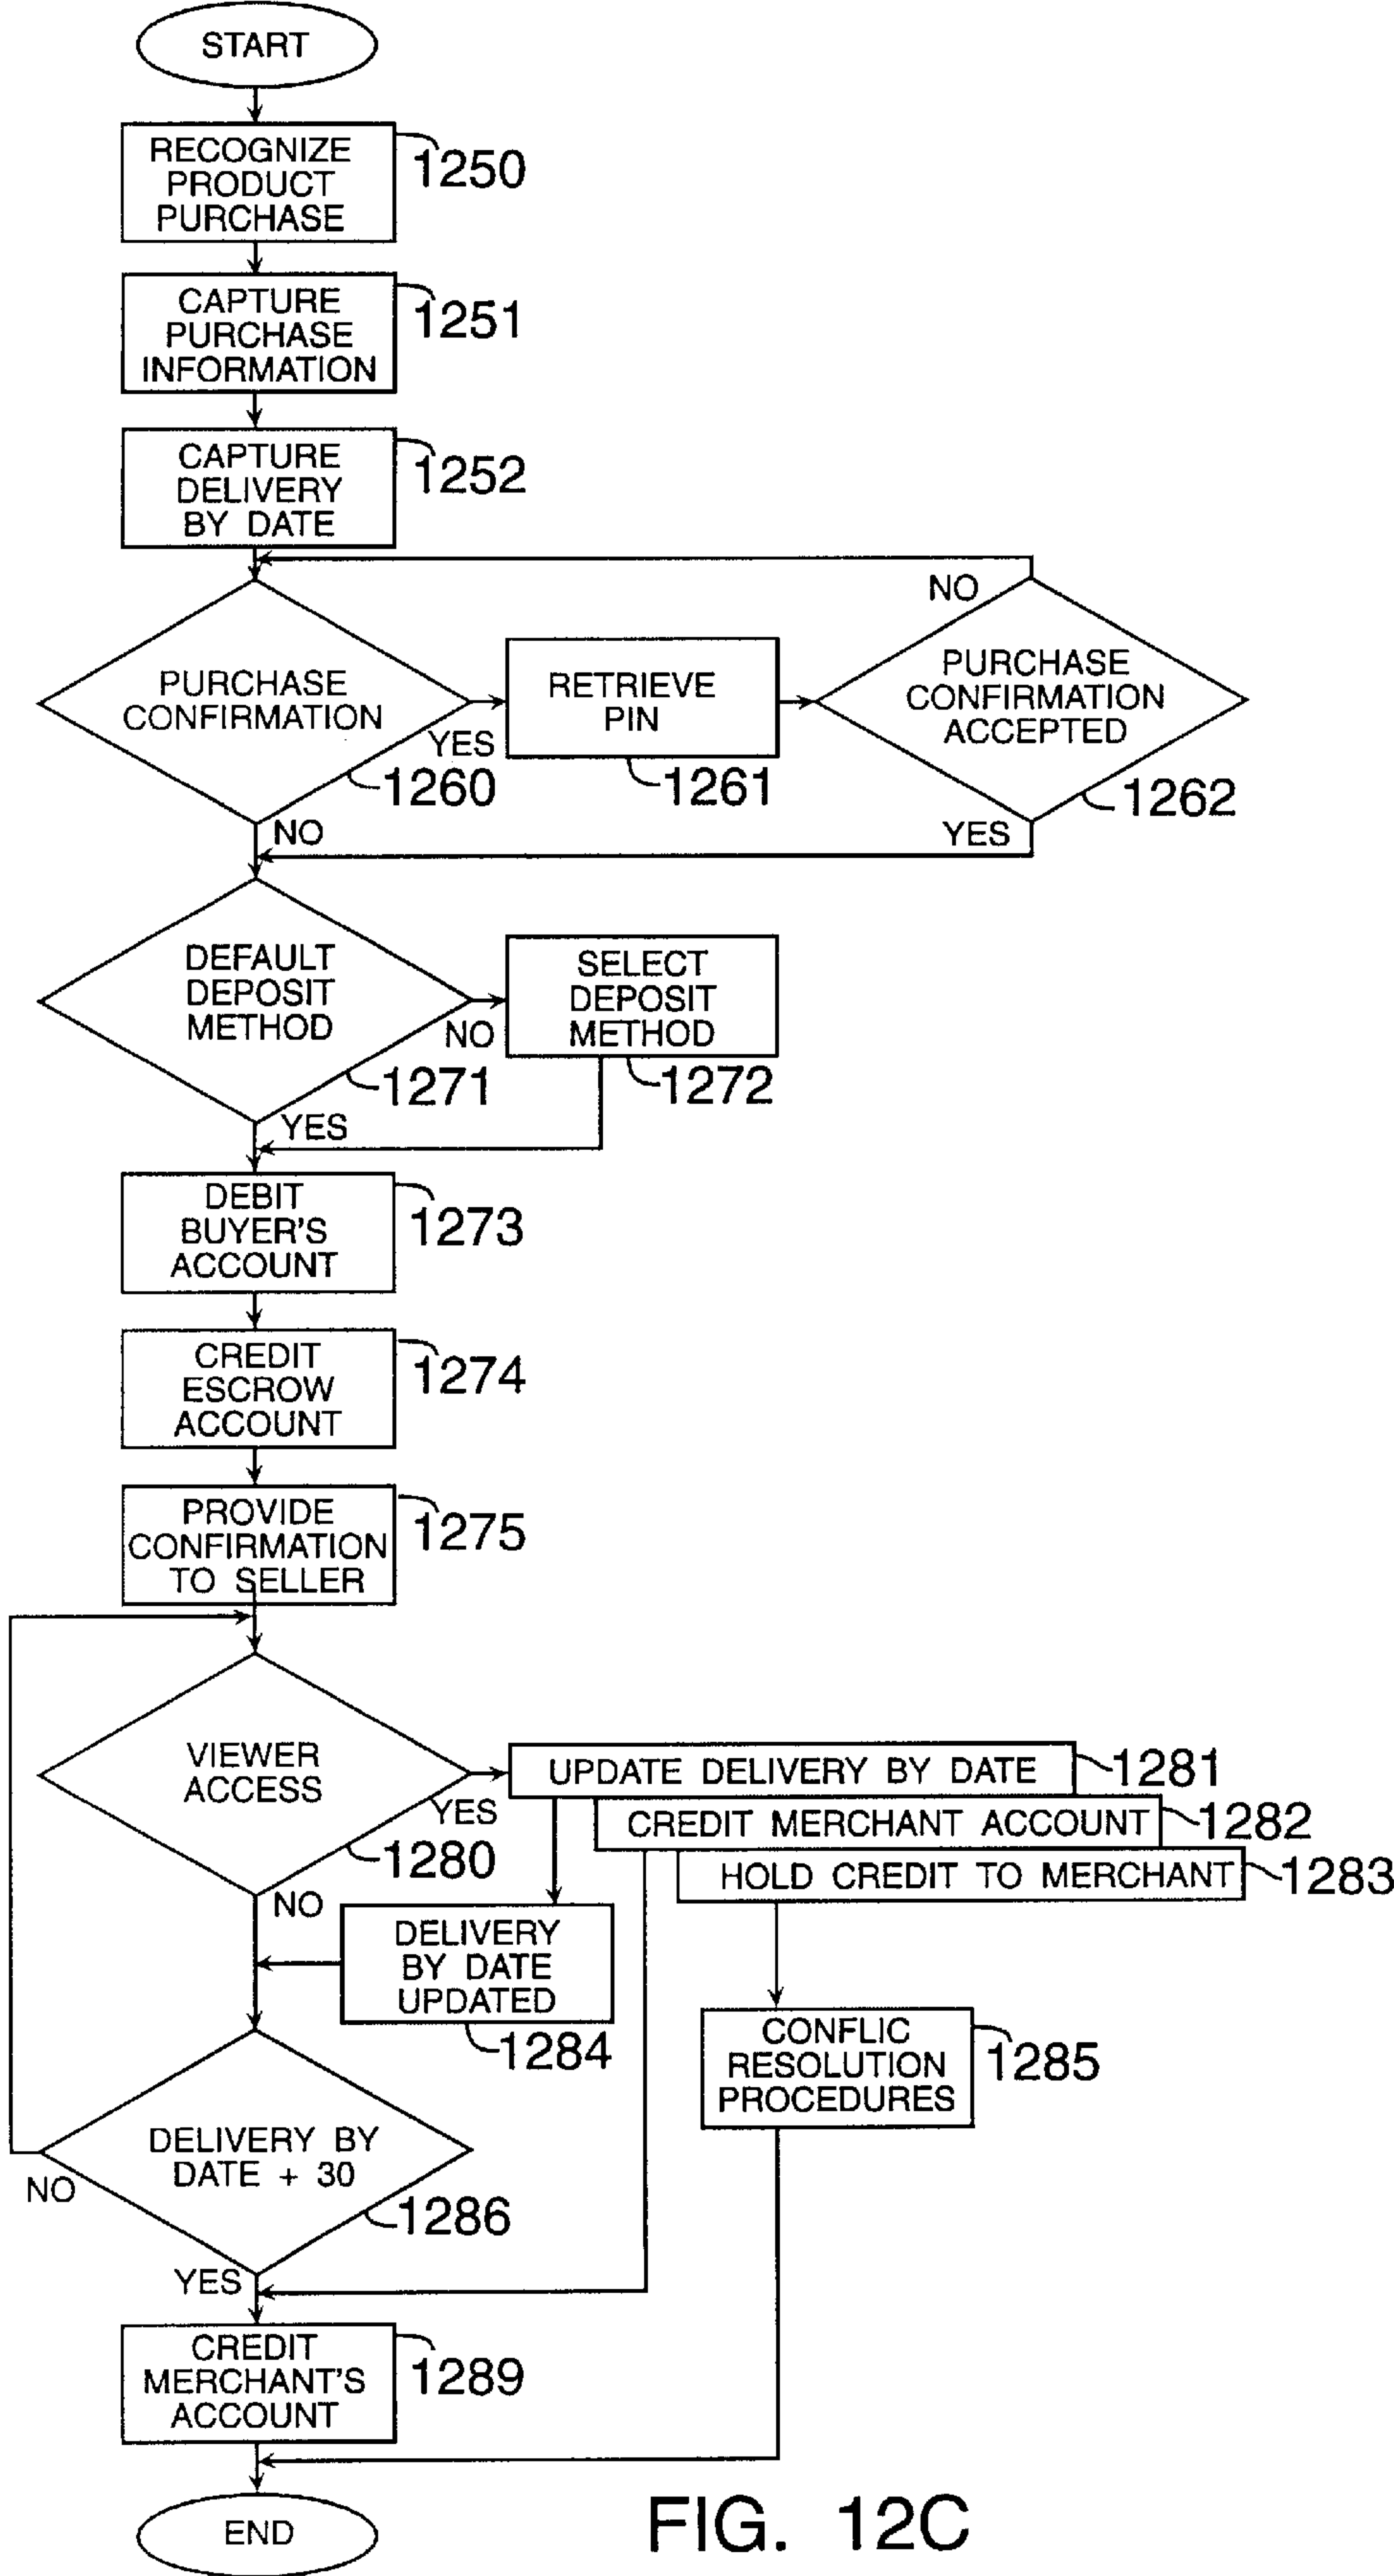 START
RECOGNIZE
PRODUCT
PURCHASE
1250
CAPTURE
PURCHASE
INFORMATION
1251
CAPTURE
DELIVERY
BY DATE
1252
PURCHASE
CONFIRMATION
YES
1260
NO
RETRIEVE
PIN
1261
NO
PURCHASE
CONFIRMATION
ACCEPTED
1262
YES
DEFAULT
DEPOSIT
METHOD
NO
1271
YES
SELECT
DEPOSIT
METHOD
1272
DEBIT
BUYER'S
ACCOUNT
1273
CREDIT
ESCROW
ACCOUNT
1274
PROVIDE
CONFIRMATION
TO SELLER
1275
VIEWER
ACCESS
YES
1280
NO
UPDATE DELIVERY BY DATE
1281
CREDIT MERCHANT ACCOUNT
1282
HOLD CREDIT TO MERCHANT
1283
DELIVERY
BY DATE
UPDATED
1284
CONFLIC
RESOLUTION
PROCEDURES
1285
DELIVERY BY
DATE + 30
NO
1286
YES
CREDIT
MERCHANT'S
ACCOUNT
1289
END
FIG. 12C